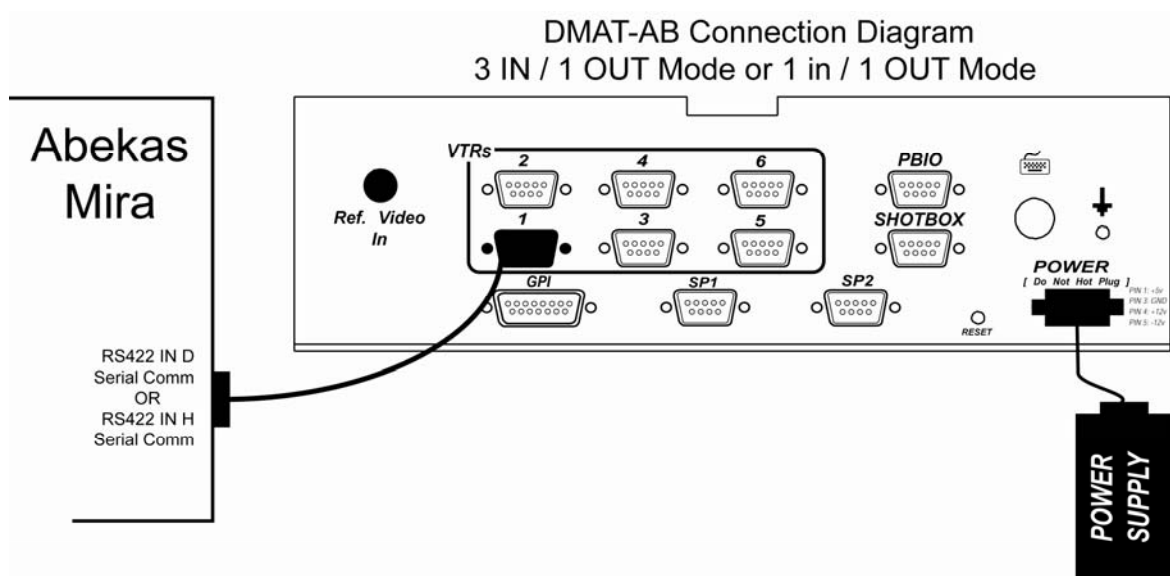 DMAT-AB Connection Diagram
3 IN / 1 OUT Mode or 1 in / 1 OUT Mode
Abekas
Mira
RS422 IN D
Serial Comm
OR
RS422 IN H
Serial Comm
Ref. Video
In
VTRs
2
4
6
1
3
5
PBIO
SHOTBOX
GPI
SP1
SP2
RESET
POWER
[ Do Not Hot Plug ]
PIN 1: +5v
PIN 3: GND
PIN 4: +12v
PIN 5: -12v
POWER
SUPPLY